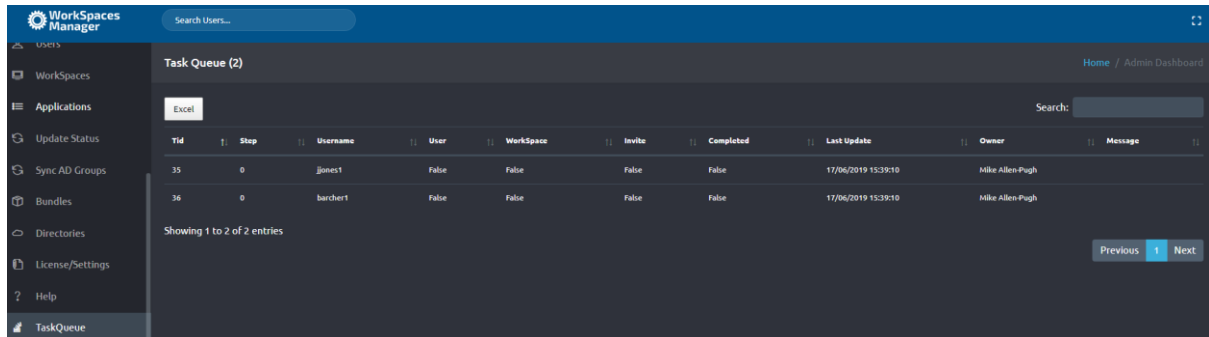 WorkSpaces
Manager
Search Users...
Users
WorkSpaces
Applications
Update Status
Sync AD Groups
Bundles
Directories
License/Settings
? Help
TaskQueue
Task Queue (2)
Home / Admin Dashboard
Excel
Search:
Tid Step Username User WorkSpace Invite Completed Last Update Owner Message
35 0 jjones1 False False False False 17/06/2019 15:39:10 Mike Allen-Pugh
36 0 barcher1 False False False False 17/06/2019 15:39:10 Mike Allen-Pugh
Showing 1 to 2 of 2 entries
Previous 1 Next